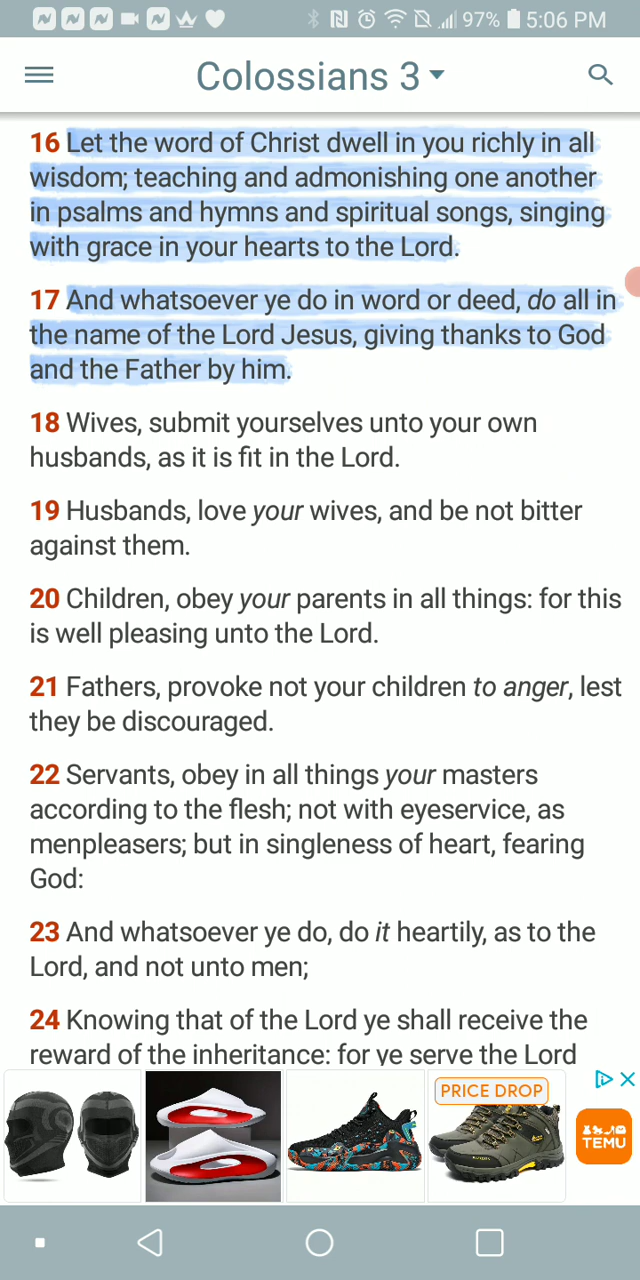 97% 5:06 PM
Colossians 3
16 Let the word of Christ dwell in you richly in all
wisdom; teaching and admonishing one another
in psalms and hymns and spiritual songs, singing
with grace in your hearts to the Lord.
17 And whatsoever ye do in word or deed, do all in
the name of the Lord Jesus, giving thanks to God
and the Father by him.
18 Wives, submit yourselves unto your own
husbands, as it is fit in the Lord.
19 Husbands, love your wives, and be not bitter
against them.
20 Children, obey your parents in all things: for this
is well pleasing unto the Lord.
21 Fathers, provoke not your children to anger, lest
they be discouraged.
22 Servants, obey in all things your masters
according to the flesh; not with eyeservice, as
menpleasers; but in singleness of heart, fearing
God:
23 And whatsoever ye do, do it heartily, as to the
Lord, and not unto men;
24 Knowing that of the Lord ye shall receive the
reward of the inheritance: for ye serve the Lord
PRICE DROP
TEMU